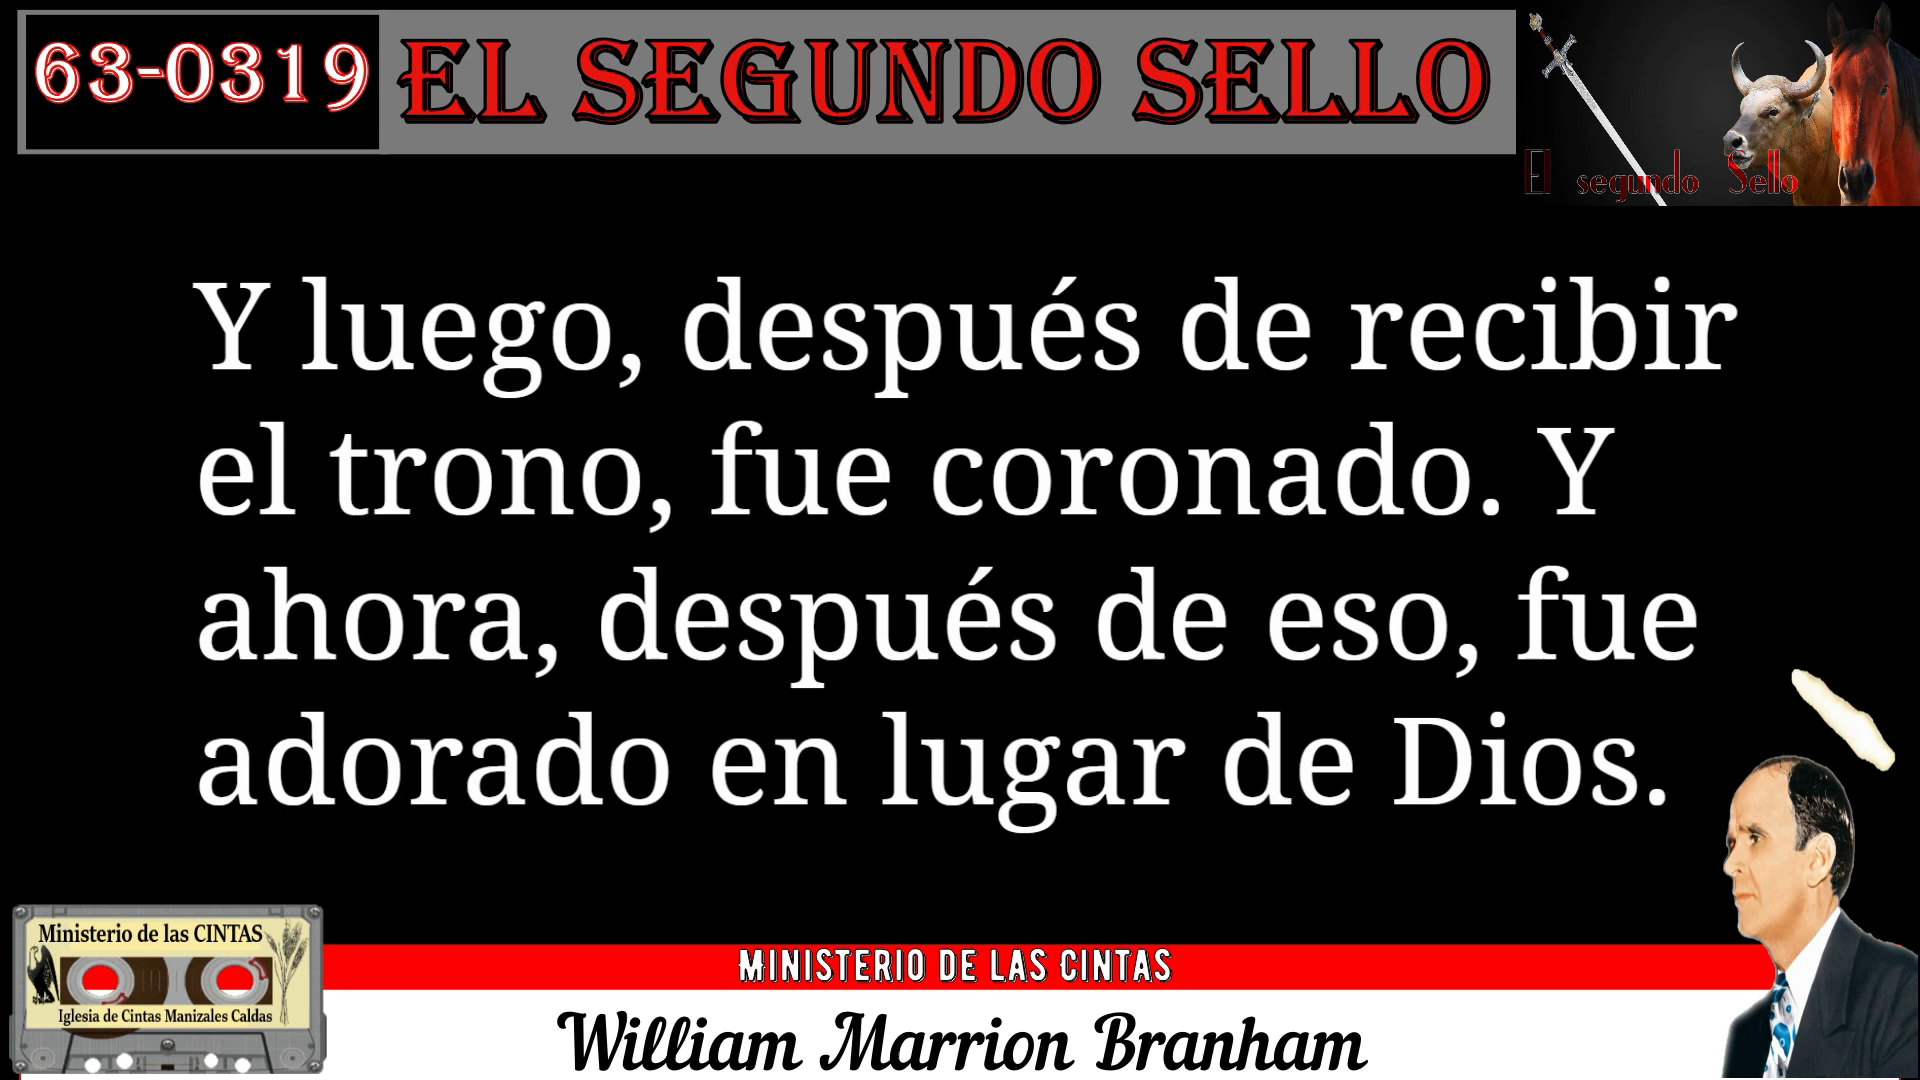 63-0319
EL SEGUNDO SELLO
El segundo Sello
Y luego, después de recibir
el trono, fue coronado. Y
ahora, después de eso, fue
adorado en lugar de Dios.
Ministerio de las CINTAS
Iglesia de Cintas Manizales Caldas
MINISTERIO DE LAS CINTAS
William Marrion Branham